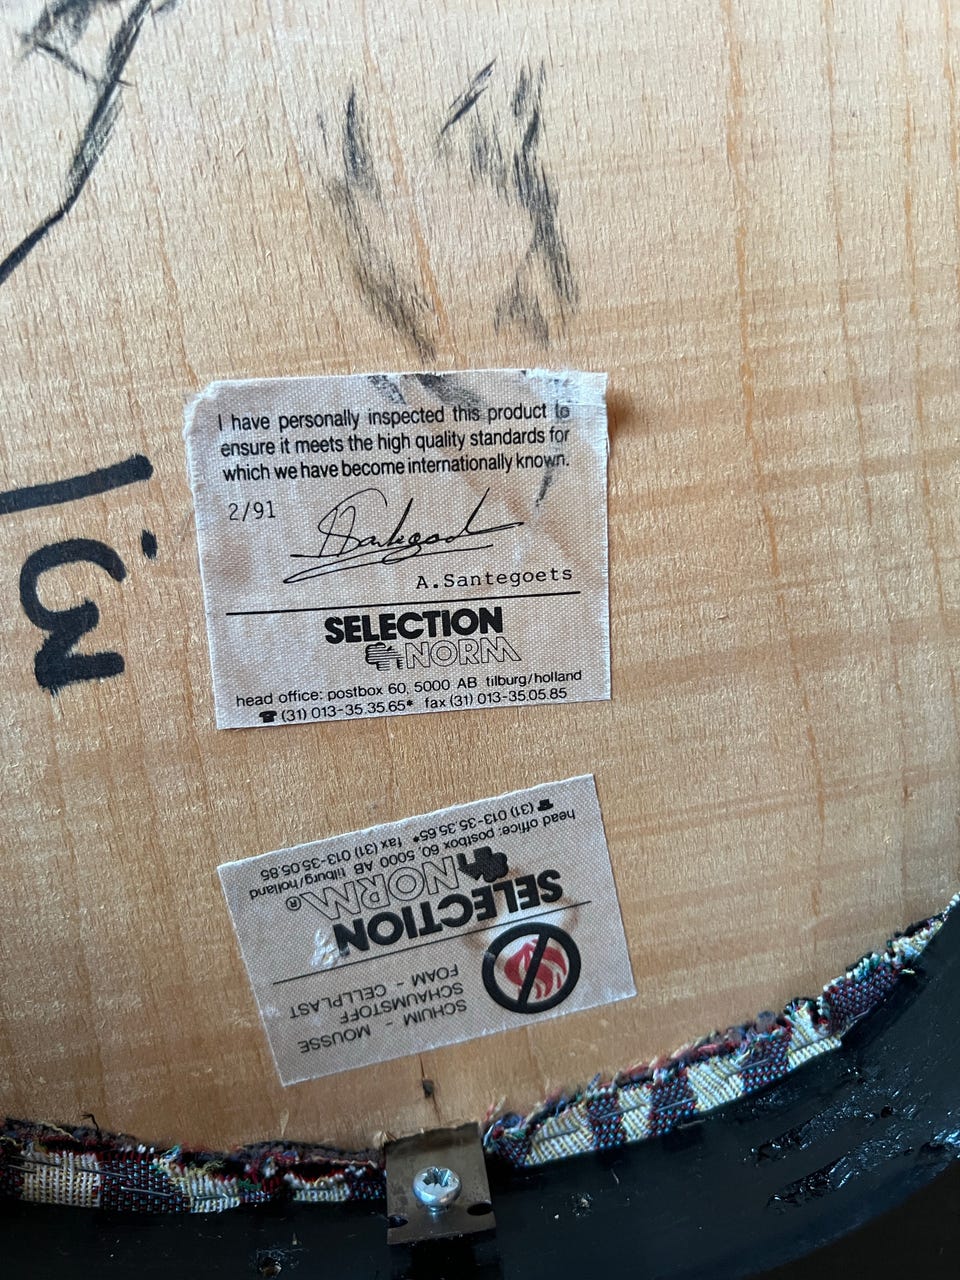 I have personally inspected this product to
ensure it meets the high quality standards for
which we have become internationally known.
2/91
A.Santegoets
SELECTION
NORM
head office: postbox 60, 5000 AB tilburg/holland
☎ (31) 013-35.35.65* fax (31) 013-35.05.85
SCHUIM - MOUSSE
SCHAUMSTOFF
FOAM - CELLPLAST
SELECTION
NORM®
head office: postbox 60, 5000 AB tilburg/holland
☎ (31) 013-35.35.65* fax (31) 013-35.05.85